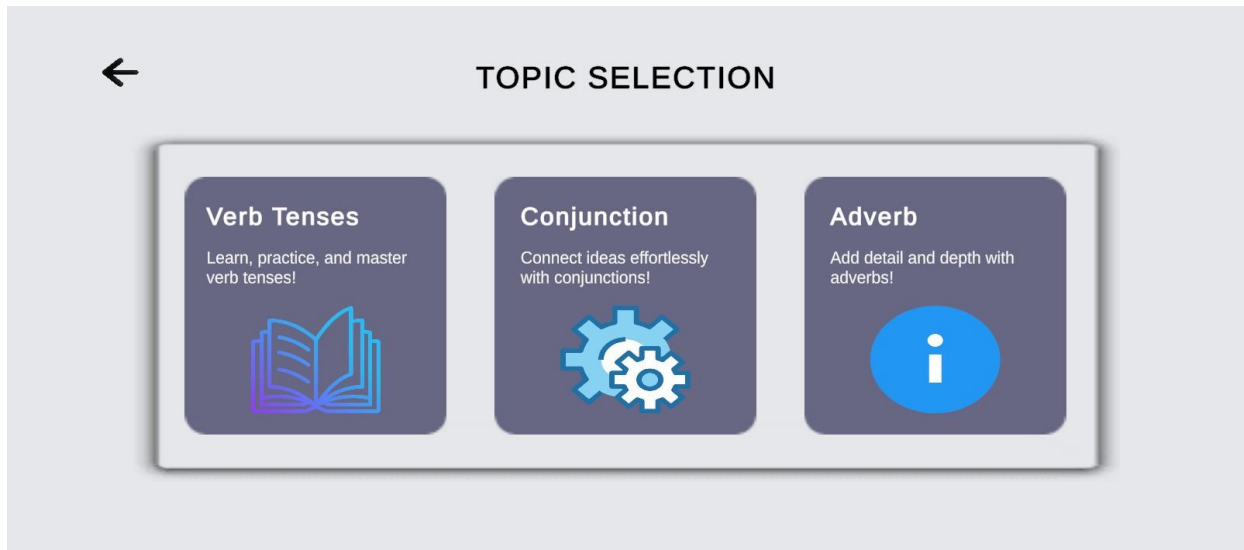 TOPIC SELECTION
Verb Tenses
Learn, practice, and master
verb tenses!
Conjunction
Connect ideas effortlessly
with conjunctions!
Adverb
Add detail and depth with
adverbs!
i